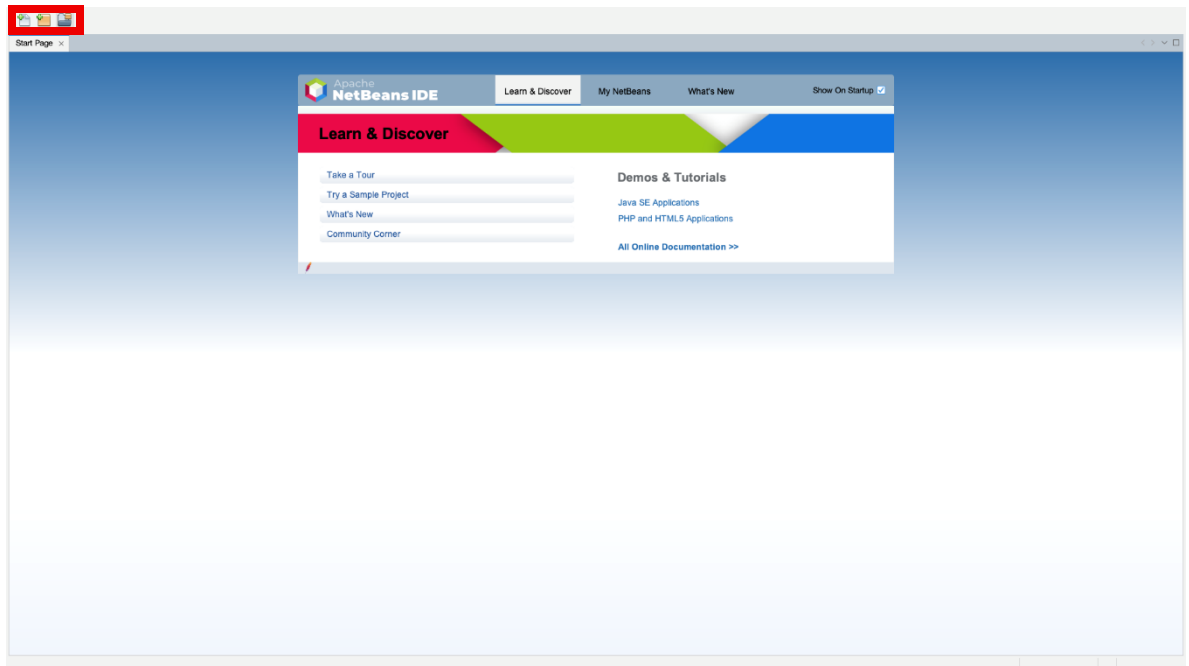 Start Page
Apache
NetBeans IDE
Learn & Discover
My NetBeans
What's New
Show On Startup
Learn & Discover
Take a Tour
Try a Sample Project
What's New
Community Corner
Demos & Tutorials
Java SE Applications
PHP and HTML5 Applications
All Online Documentation >>